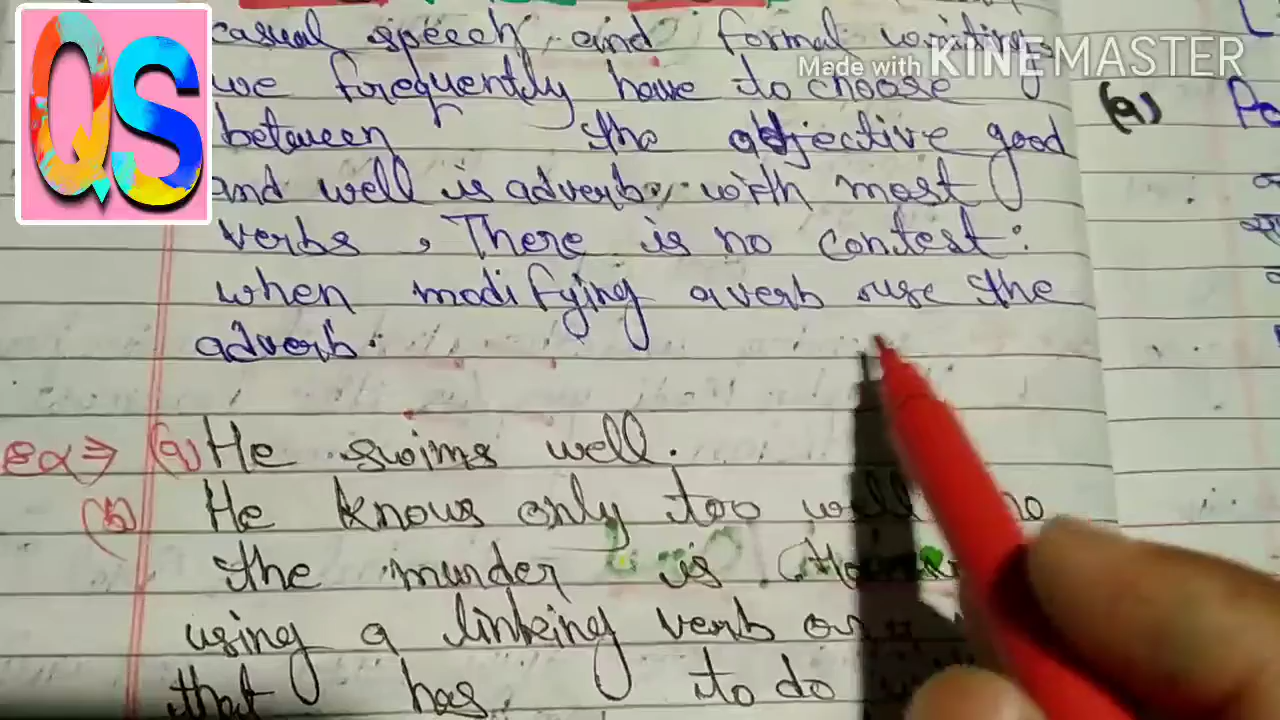 QS
Made with KINEMASTER
casual speech, and formal writing,
we frequently have to choose
between the adjective good
and well is adverb, with most
verbs, There is no contest:
when modifying a verb use the
adverb.
ex⇒ (a) He swims well.
(b) He knows only too well
the murder is
using a linking verb or
that has to do
(a)